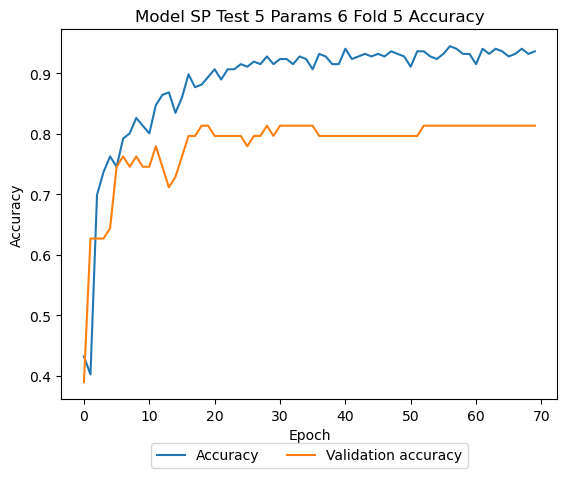 Model SP Test 5 Params 6 Fold 5 Accuracy
Accuracy
0.9
0.8
0.7
0.6
0.5
0.4
0 10 20 30 40 50 60 70
Epoch
Accuracy Validation accuracy